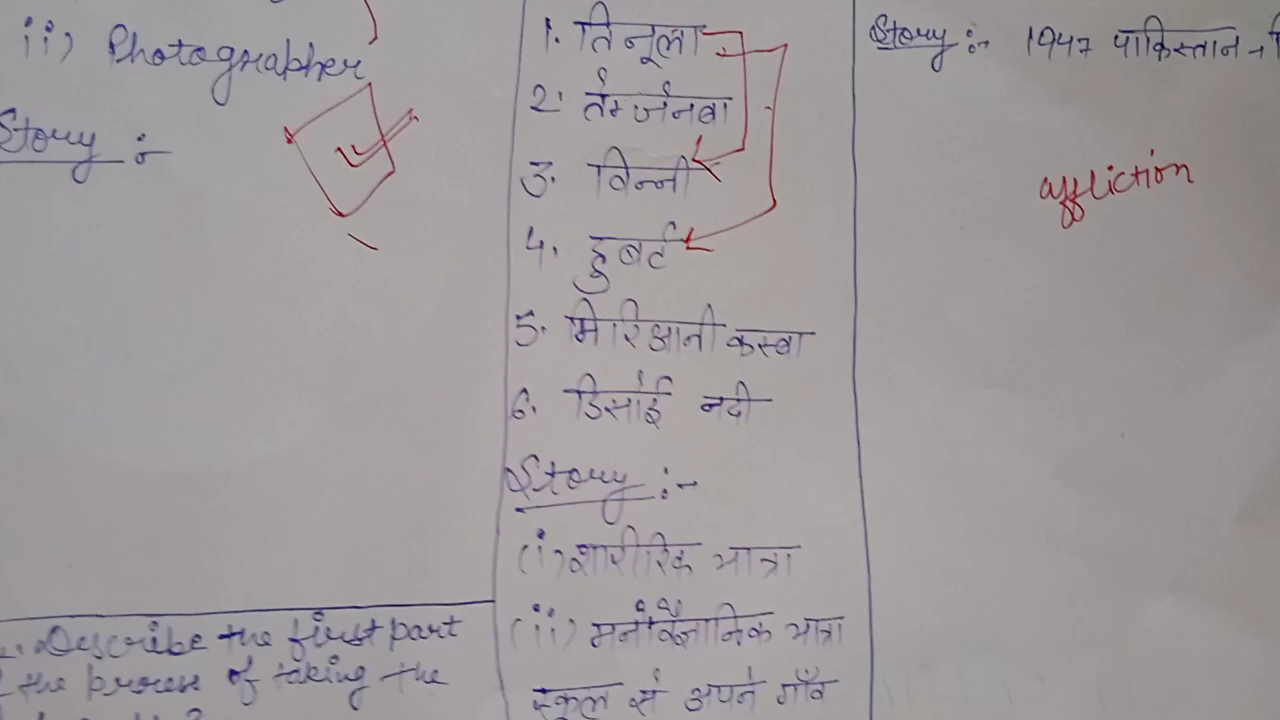 ii) Photographer
Story :-
1. तिनूला
2. तेम्जेनबा
3. विन्नी
4. हुबर्ट
5. मिरिआनी कस्बा
6. डिसोई नदी
Story :-
(i) शारीरिक यात्रा
(ii) मनोवैज्ञानिक यात्रा
स्कूल से अपने गाँव
Story :- 1947 पाकिस्तान →
affliction
Describe the first part
the process of taking the